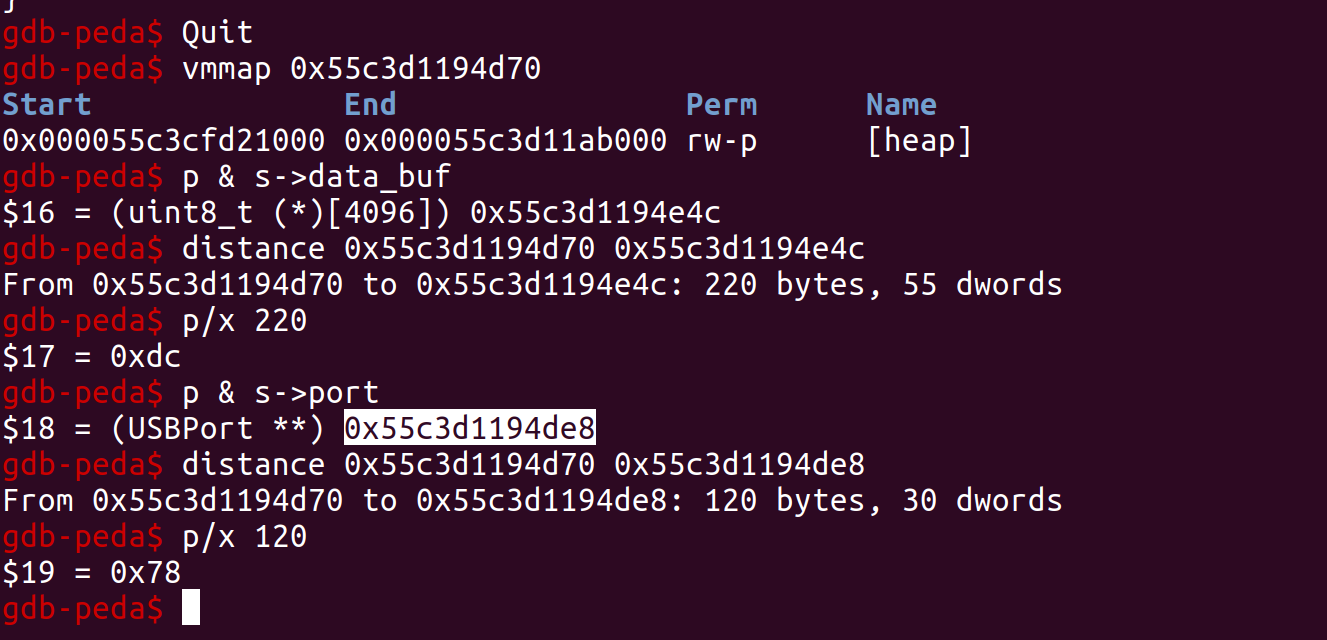 }
gdb-peda$ Quit
gdb-peda$ vmmap 0x55c3d1194d70
Start End Perm Name
0x000055c3cfd21000 0x000055c3d11ab000 rw-p [heap]
gdb-peda$ p & s->data_buf
$16 = (uint8_t (*)[4096]) 0x55c3d1194e4c
gdb-peda$ distance 0x55c3d1194d70 0x55c3d1194e4c
From 0x55c3d1194d70 to 0x55c3d1194e4c: 220 bytes, 55 dwords
gdb-peda$ p/x 220
$17 = 0xdc
gdb-peda$ p & s->port
$18 = (USBPort **) 0x55c3d1194de8
gdb-peda$ distance 0x55c3d1194d70 0x55c3d1194de8
From 0x55c3d1194d70 to 0x55c3d1194de8: 120 bytes, 30 dwords
gdb-peda$ p/x 120
$19 = 0x78
gdb-peda$